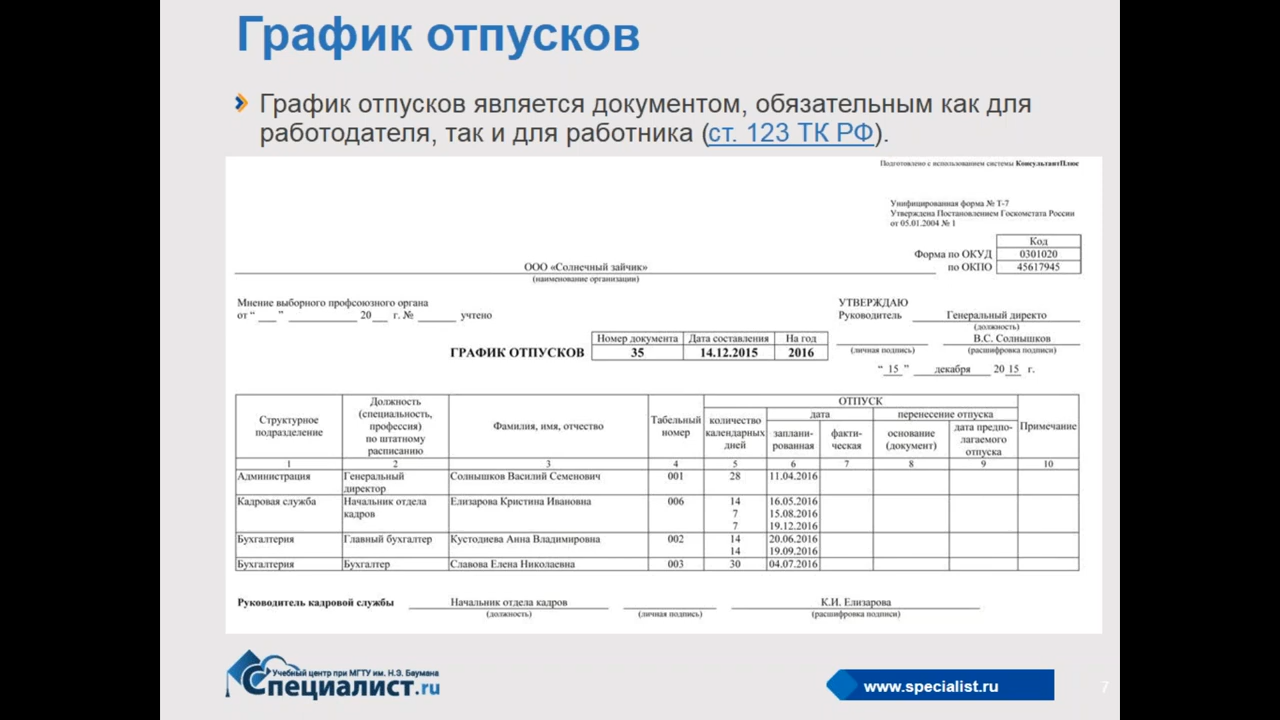 График отпусков
График отпусков является документом, обязательным как для
работодателя, так и для работника (ст. 123 ТК РФ).
Подготовлено с использованием системы КонсультантПлюс
Унифицированная форма № Т-7
Утверждена Постановлением Госкомстата России
от 05.01.2004 № 1
Код
Форма по ОКУД 0301020
ООО «Солнечный зайчик» по ОКПО 45617945
(наименование организации)
Мнение выборного профсоюзного органа
от “ ___ ” ________ 20 ___ г. № ______ учтено
УТВЕРЖДАЮ
Руководитель Генеральный директо
(должность)
В.С. Солнышков
(личная подпись) (расшифровка подписи)
“ 15 ” декабря 20 15 г.
Номер документа Дата составления На год
ГРАФИК ОТПУСКОВ 35 14.12.2015 2016
Структурное
подразделение
Должность
(специальность,
профессия)
по штатному
расписанию
Фамилия, имя, отчество
Табельный
номер
ОТПУСК
количество
календарных
дней
дата
заплани-
рованная
факти-
ческая
перенесение отпуска
основание
(документ)
дата предпо-
лагаемого
отпуска
Примечание
1 2 3 4 5 6 7 8 9 10
Администрация Генеральный Солнышков Василий Семенович 001 28 11.04.2016
директор
Кадровая служба Начальник отдела Елизарова Кристина Ивановна 006 14 16.05.2016
кадров 7 15.08.2016
7 19.12.2016
Бухгалтерия Главный бухгалтер Кустодиева Анна Владимировна 002 14 20.06.2016
14 19.09.2016
Бухгалтерия Бухгалтер Славова Елена Николаевна 003 30 04.07.2016
Руководитель кадровой службы Начальник отдела кадров К.И. Елизарова
(должность) (личная подпись) (расшифровка подписи)
Учебный центр при МГТУ им. Н.Э. Баумана
Специалист.ru
www.specialist.ru
7